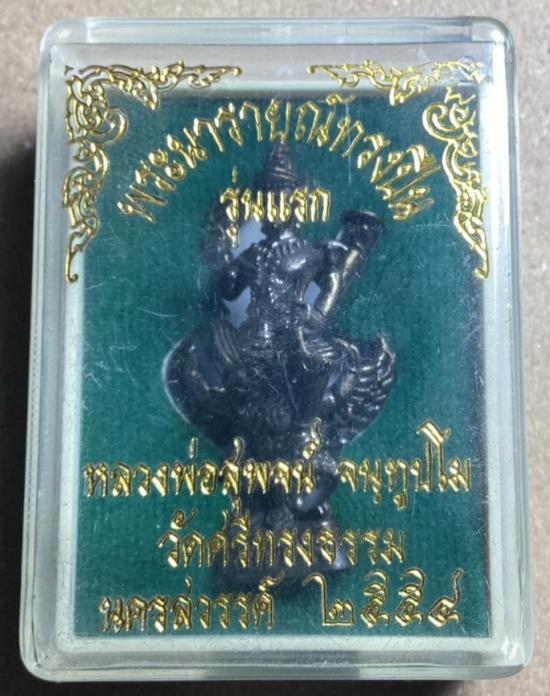 พระนารายณ์ทรงปืน
รุ่นแรก
หลวงพ่อสุพจน์ จนฺทูปโม
วัดศรีทรงธรรม
นครสวรรค์ ๒๕๕๔